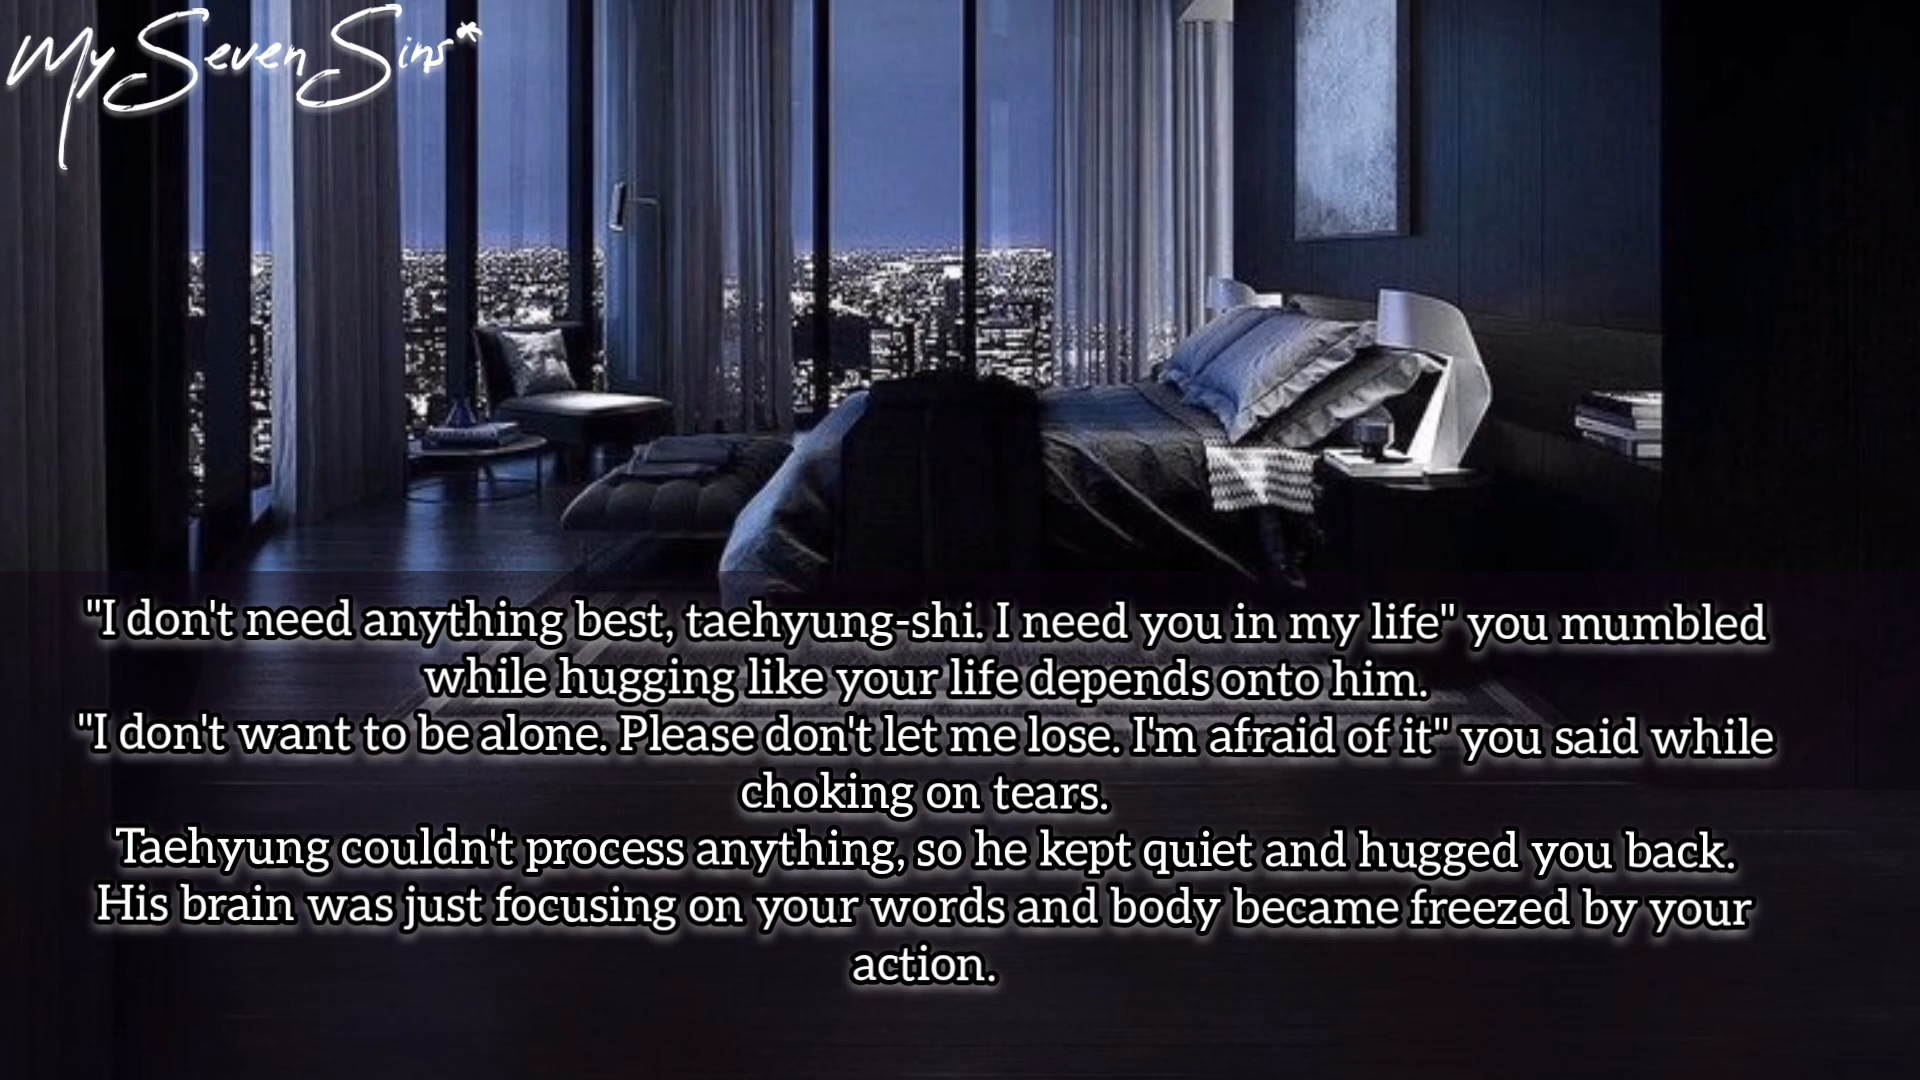 My Seven Sins*
"I don't need anything best, taehyung-shi. I need you in my life" you mumbled
while hugging like your life depends onto him.
"I don't want to be alone. Please don't let me lose. I'm afraid of it" you said while
choking on tears.
Taehyung couldn't process anything, so he kept quiet and hugged you back.
His brain was just focusing on your words and body became freezed by your
action.